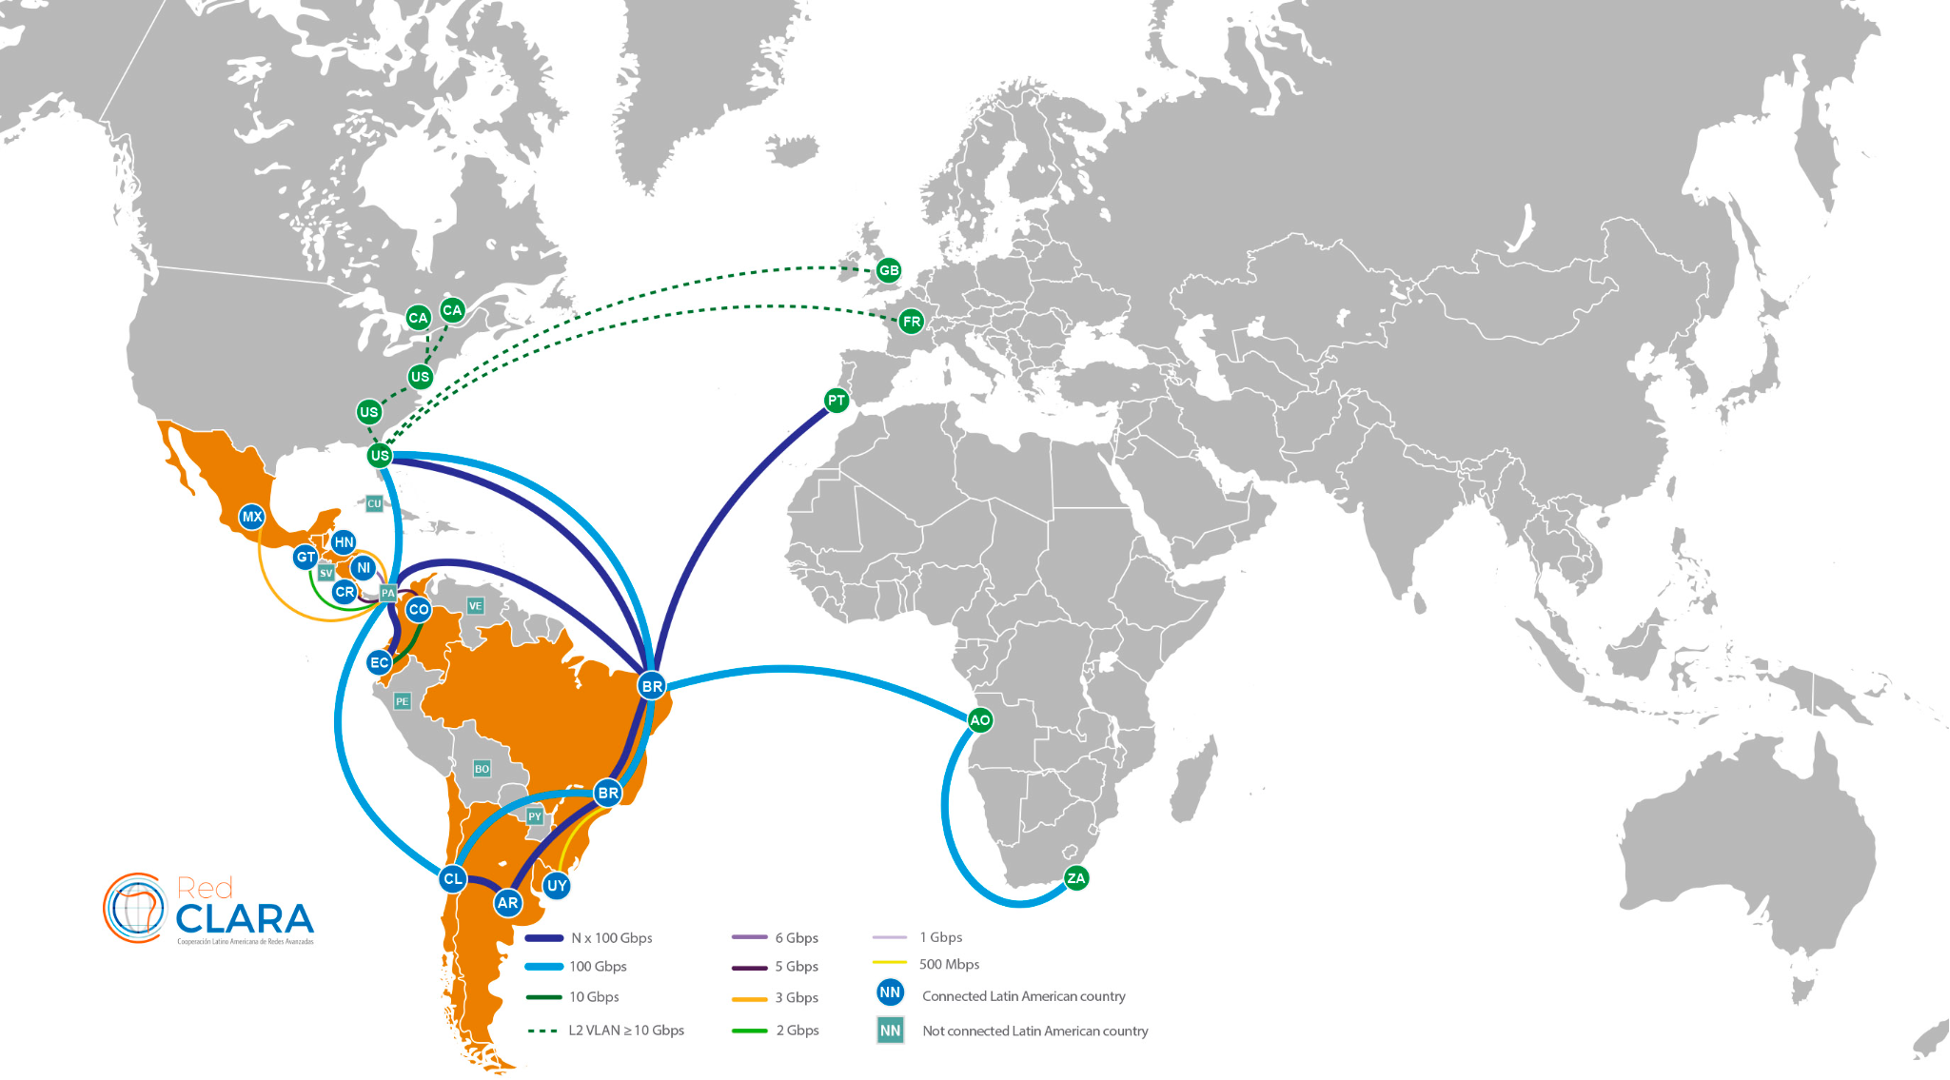 GB
CA
CA
FR
US
PT
US
US
CU
MX
HN
GT
NI
SV
CR
PA
CO
VE
EC
BR
PE
AO
BO
BR
PY
CL
ZA
UY
AR
Red
CLARA
Cooperación Latino Americana de Redes Avanzadas
N x 100 Gbps
6 Gbps
1 Gbps
100 Gbps
5 Gbps
500 Mbps
10 Gbps
3 Gbps
NN Connected Latin American country
L2 VLAN ≥ 10 Gbps
2 Gbps
NN Not connected Latin American country